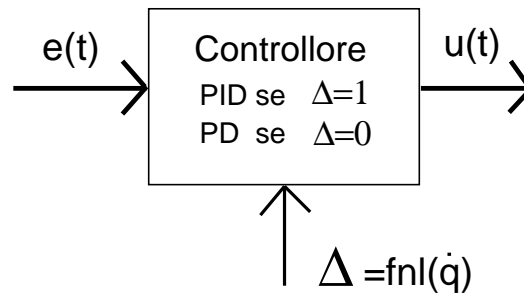 e(t)
Controllore
u(t)
PID se Δ=1
PD se Δ=0
Δ =fnl(q̇)